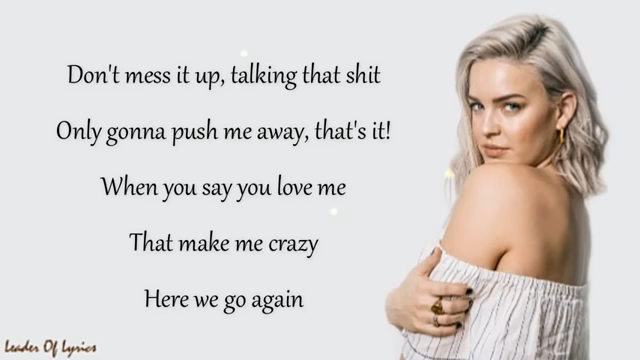 Don't mess it up, talking that shit
Only gonna push me away, that's it!
When you say you love me
That make me crazy
Here we go again
Leader Of Lyrics